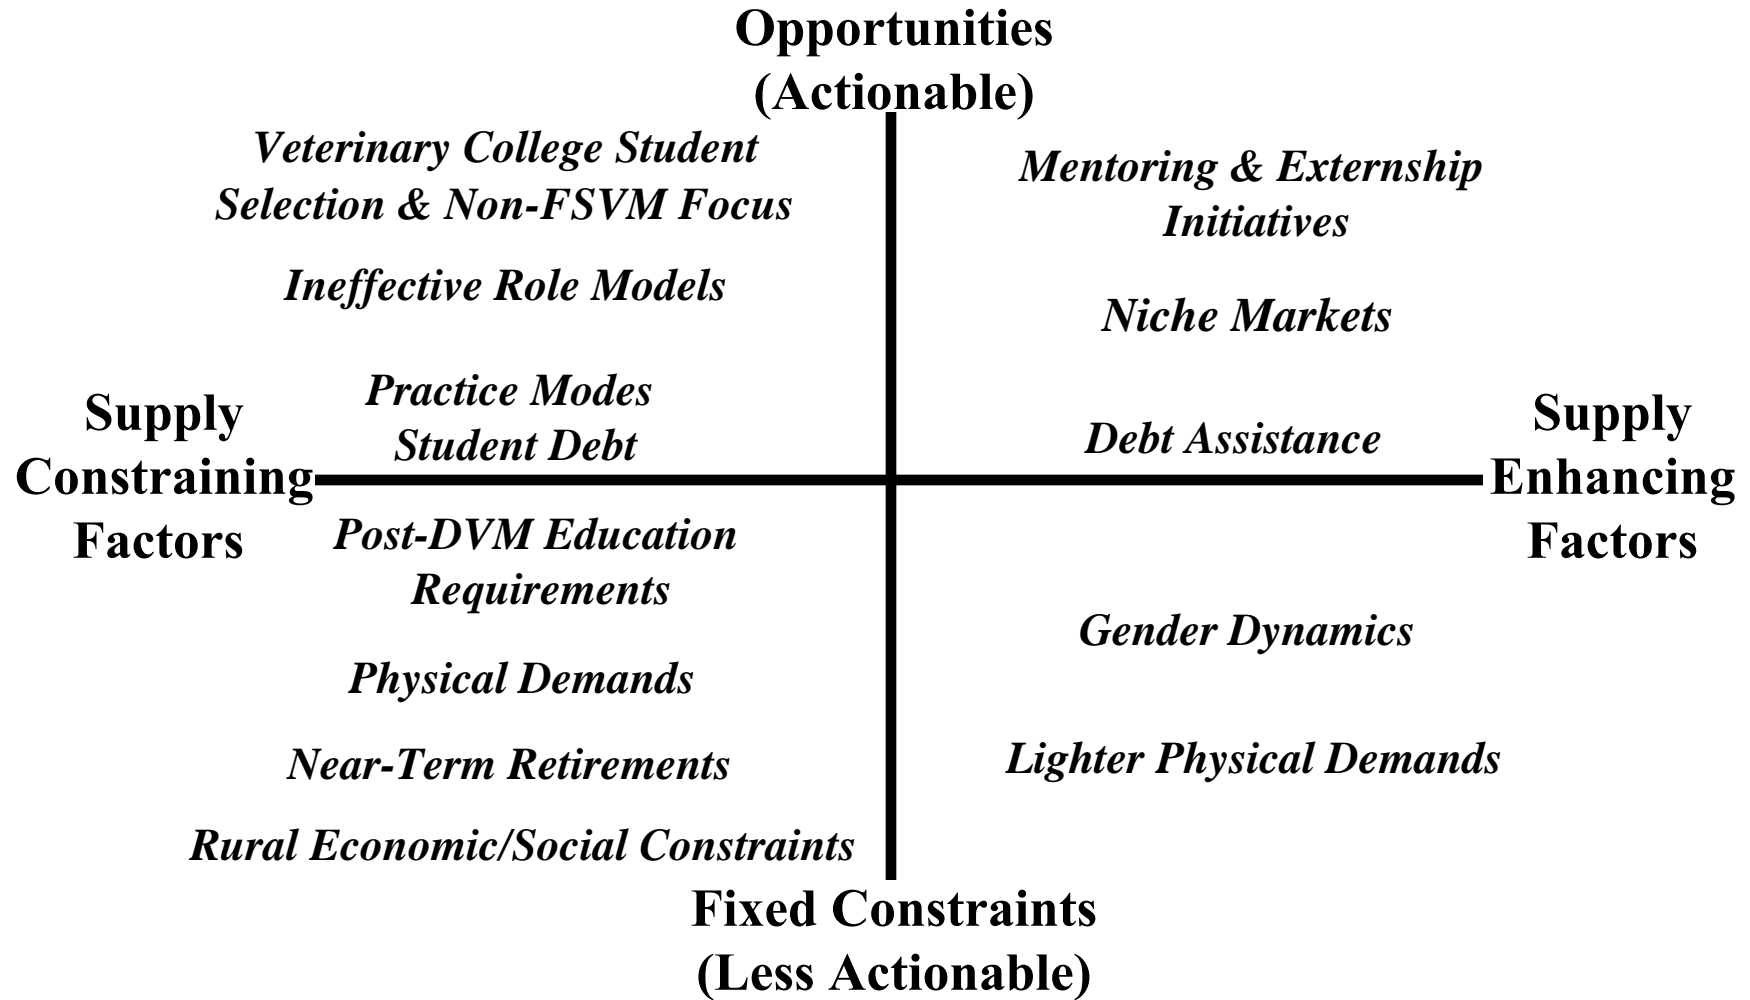 Opportunities
(Actionable)
Veterinary College Student
Selection & Non-FSVM Focus
Mentoring & Externship
Initiatives
Ineffective Role Models
Niche Markets
Practice Modes
Student Debt
Debt Assistance
Supply
Constraining
Factors
Supply
Enhancing
Factors
Post-DVM Education
Requirements
Gender Dynamics
Physical Demands
Near-Term Retirements
Lighter Physical Demands
Rural Economic/Social Constraints
Fixed Constraints
(Less Actionable)